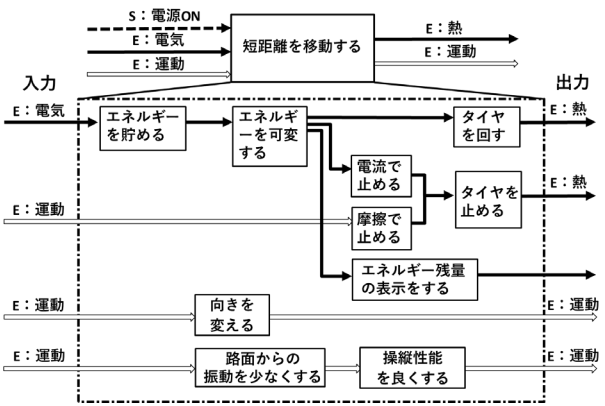 S：電源ON
E：電気
E：運動
短距離を移動する
E：熱
E：運動
入力
出力
E：電気
エネルギー
を貯める
エネルギ
ーを可変
する
タイヤ
を回す
E：熱
電流で
止める
摩擦で
止める
タイヤを
止める
E：熱
E：運動
エネルギー残量
の表示をする
E：運動
向きを
変える
E：運動
E：運動
路面からの
振動を少なくする
操縦性能
を良くする
E：運動